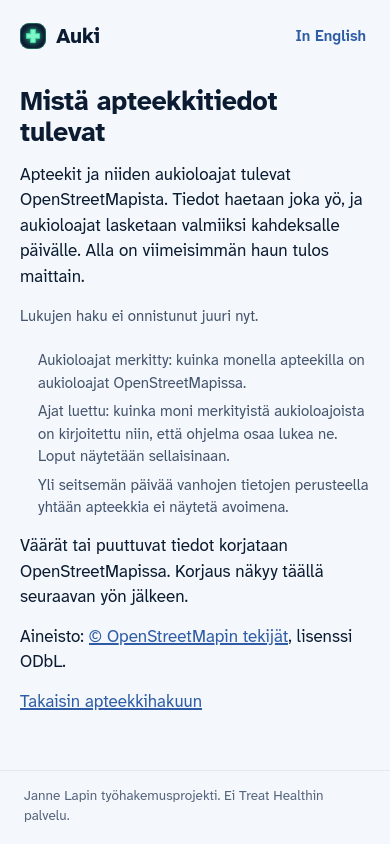 Auki
In English
Mistä apteekkitiedot
tulevat
Apteekit ja niiden aukioloajat tulevat
OpenStreetMapista. Tiedot haetaan joka yö, ja
aukioloajat lasketaan valmiiksi kahdeksalle
päivälle. Alla on viimeisimmän haun tulos
maittain.
Lukujen haku ei onnistunut juuri nyt.
Aukioloajat merkitty: kuinka monella apteekilla on
aukioloajat OpenStreetMapissa.
Ajat luettu: kuinka moni merkityistä aukioloajoista
on kirjoitettu niin, että ohjelma osaa lukea ne.
Loput näytetään sellaisinaan.
Yli seitsemän päivää vanhojen tietojen perusteella
yhtään apteekkia ei näytetä avoimena.
Väärät tai puuttuvat tiedot korjataan
OpenStreetMapissa. Korjaus näkyy täällä
seuraavan yön jälkeen.
Aineisto: © OpenStreetMapin tekijät, lisenssi
ODbL.
Takaisin apteekkihakuun
Janne Lapin työhakemusprojekti. Ei Treat Healthin
palvelu.